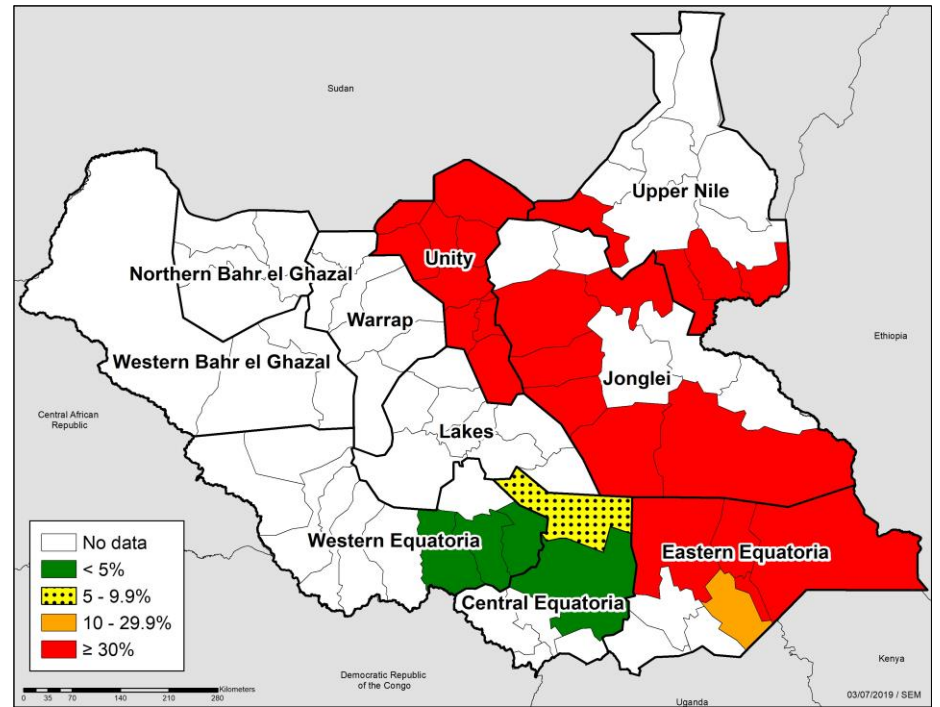 Sudan
Upper Nile
Unity
Northern Bahr el Ghazal
Warrap
Ethiopia
Western Bahr el Ghazal
Jonglei
Central African
Republic
Lakes
No data
< 5%
5 - 9.9%
10 - 29.9%
≥ 30%
Western Equatoria
Eastern Equatoria
Central Equatoria
Democratic Republic
of the Congo
Kenya
Uganda
Kilometers
0 35 70 140 210 280
03/07/2019 / SEM